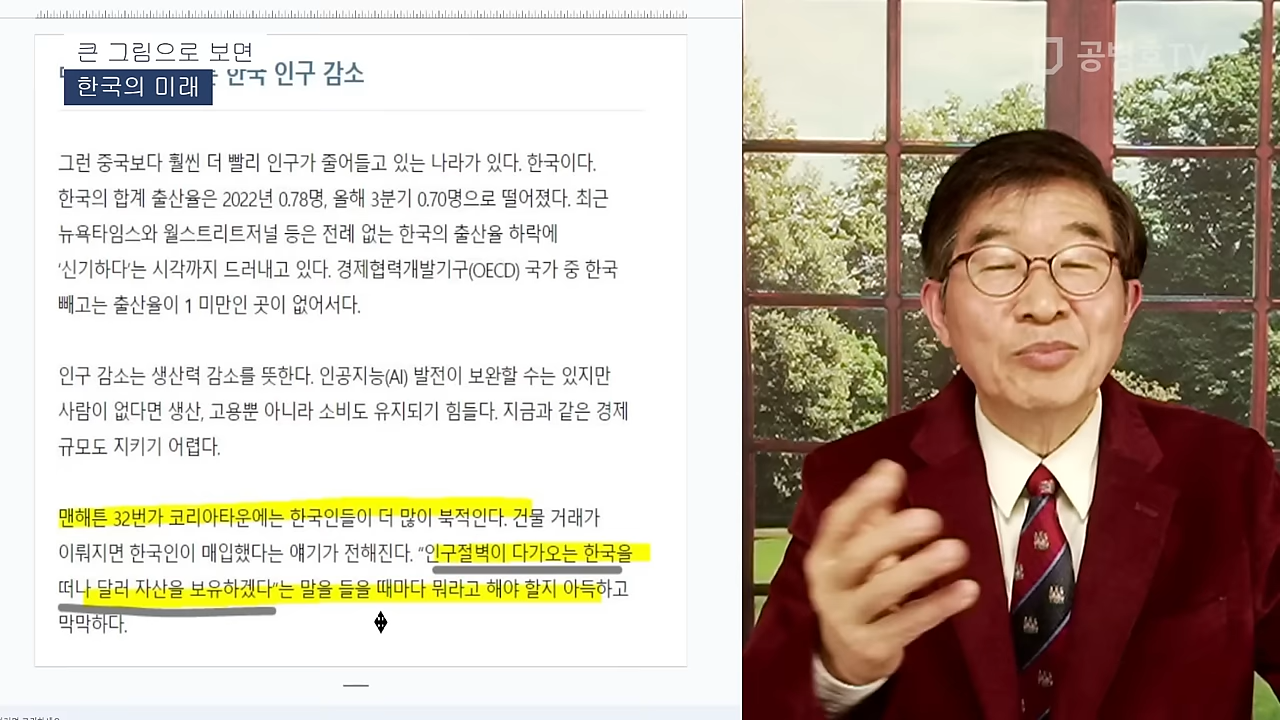 큰 그림으로 보면
한국의 미래
한국 인구 감소
공병호TV
그런 중국보다 훨씬 더 빨리 인구가 줄어들고 있는 나라가 있다. 한국이다.
한국의 합계 출산율은 2022년 0.78명, 올해 3분기 0.70명으로 떨어졌다. 최근
뉴욕타임스와 월스트리트저널 등은 전례 없는 한국의 출산율 하락에
‘신기하다’는 시각까지 드러내고 있다. 경제협력개발기구(OECD) 국가 중 한국
빼고는 출산율이 1 미만인 곳이 없어서다.
인구 감소는 생산력 감소를 뜻한다. 인공지능(AI) 발전이 보완할 수는 있지만
사람이 없다면 생산, 고용뿐 아니라 소비도 유지되기 힘들다. 지금과 같은 경제
규모도 지키기 어렵다.
맨해튼 32번가 코리아타운에는 한국인들이 더 많이 북적인다. 건물 거래가
이뤄지면 한국인이 매입했다는 얘기가 전해진다. “인구절벽이 다가오는 한국을
떠나 달러 자산을 보유하겠다”는 말을 들을 때마다 뭐라고 해야 할지 아득하고
막막하다.